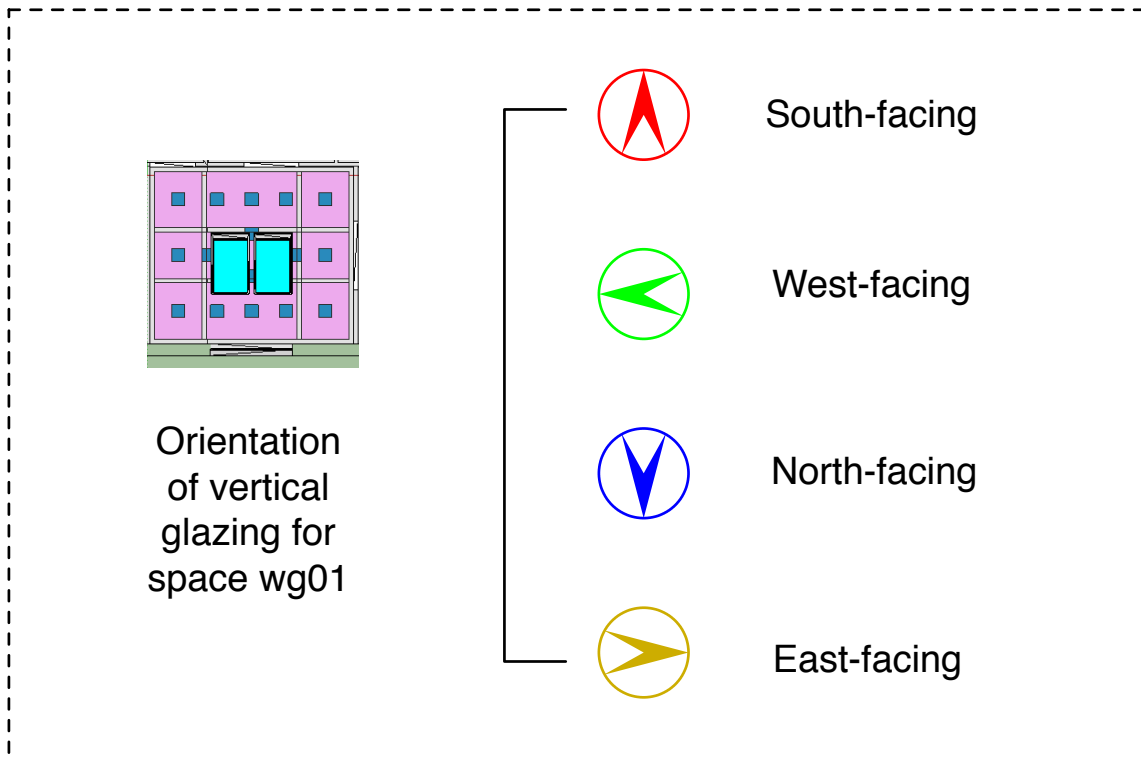 South-facing
West-facing
Orientation
of vertical
glazing for
space wg01
North-facing
East-facing